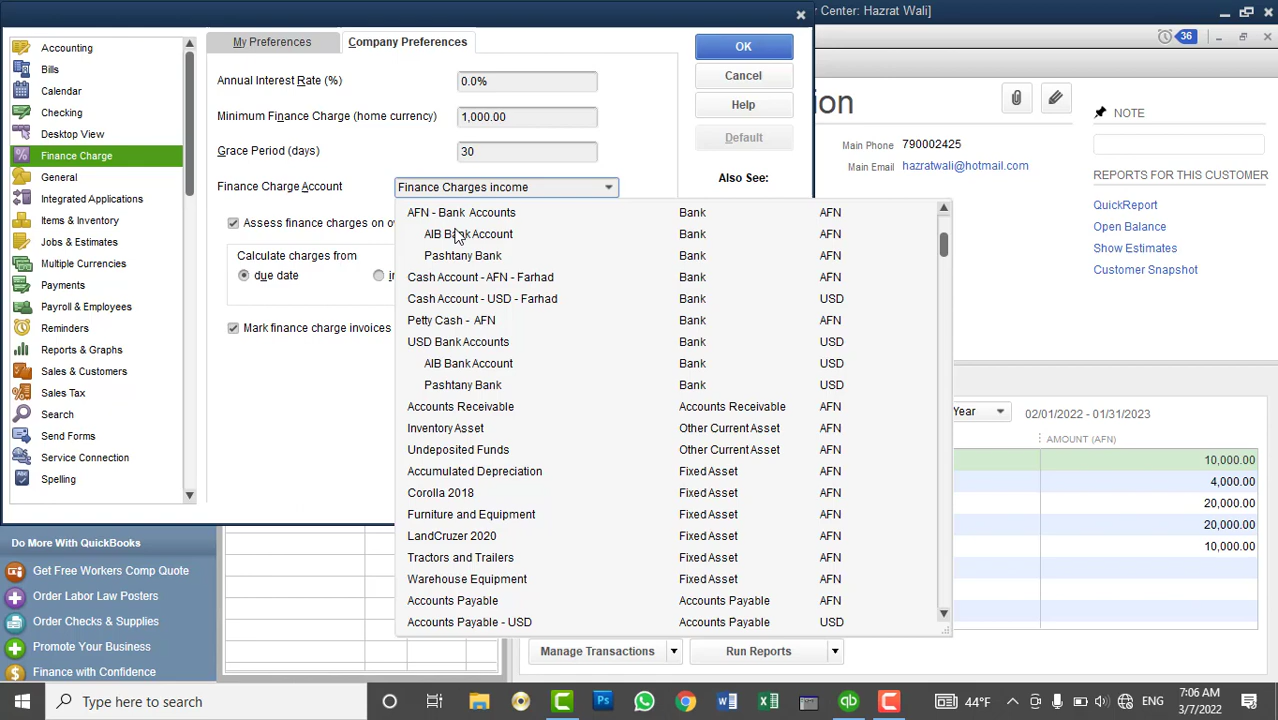 y Center: Hazrat Wali]
36
Accounting
Bills
Calendar
Checking
Desktop View
Finance Charge
General
Integrated Applications
Items & Inventory
Jobs & Estimates
Multiple Currencies
Payments
Payroll & Employees
Reminders
Reports & Graphs
Sales & Customers
Sales Tax
Search
Send Forms
Service Connection
Spelling
My Preferences
Company Preferences
Annual Interest Rate (%)
0.0%
Minimum Finance Charge (home currency)
1,000.00
Grace Period (days)
30
Finance Charge Account
Finance Charges income
Assess finance charges on ov
Calculate charges from
due date
in
Mark finance charge invoices
OK
Cancel
Help
Default
Also See:
AFN - Bank Accounts Bank AFN
AIB Bank Account Bank AFN
Pashtany Bank Bank AFN
Cash Account - AFN - Farhad Bank AFN
Cash Account - USD - Farhad Bank USD
Petty Cash - AFN Bank AFN
USD Bank Accounts Bank USD
AIB Bank Account Bank USD
Pashtany Bank Bank USD
Accounts Receivable Accounts Receivable AFN
Inventory Asset Other Current Asset AFN
Undeposited Funds Other Current Asset AFN
Accumulated Depreciation Fixed Asset AFN
Corolla 2018 Fixed Asset AFN
Furniture and Equipment Fixed Asset AFN
LandCruzer 2020 Fixed Asset AFN
Tractors and Trailers Fixed Asset AFN
Warehouse Equipment Fixed Asset AFN
Accounts Payable Accounts Payable AFN
Accounts Payable - USD Accounts Payable USD
ion
Main Phone 790002425
Main Email hazratwali@hotmail.com
NOTE
REPORTS FOR THIS CUSTOMER
QuickReport
Open Balance
Show Estimates
Customer Snapshot
Year 02/01/2022 - 01/31/2023
AMOUNT (AFN)
10,000.00
4,000.00
20,000.00
20,000.00
10,000.00
Do More With QuickBooks
Get Free Workers Comp Quote
Order Labor Law Posters
Order Checks & Supplies
Promote Your Business
Finance with Confidence
Manage Transactions
Run Reports
Type here to search
44°F
ENG
7:06 AM
3/7/2022